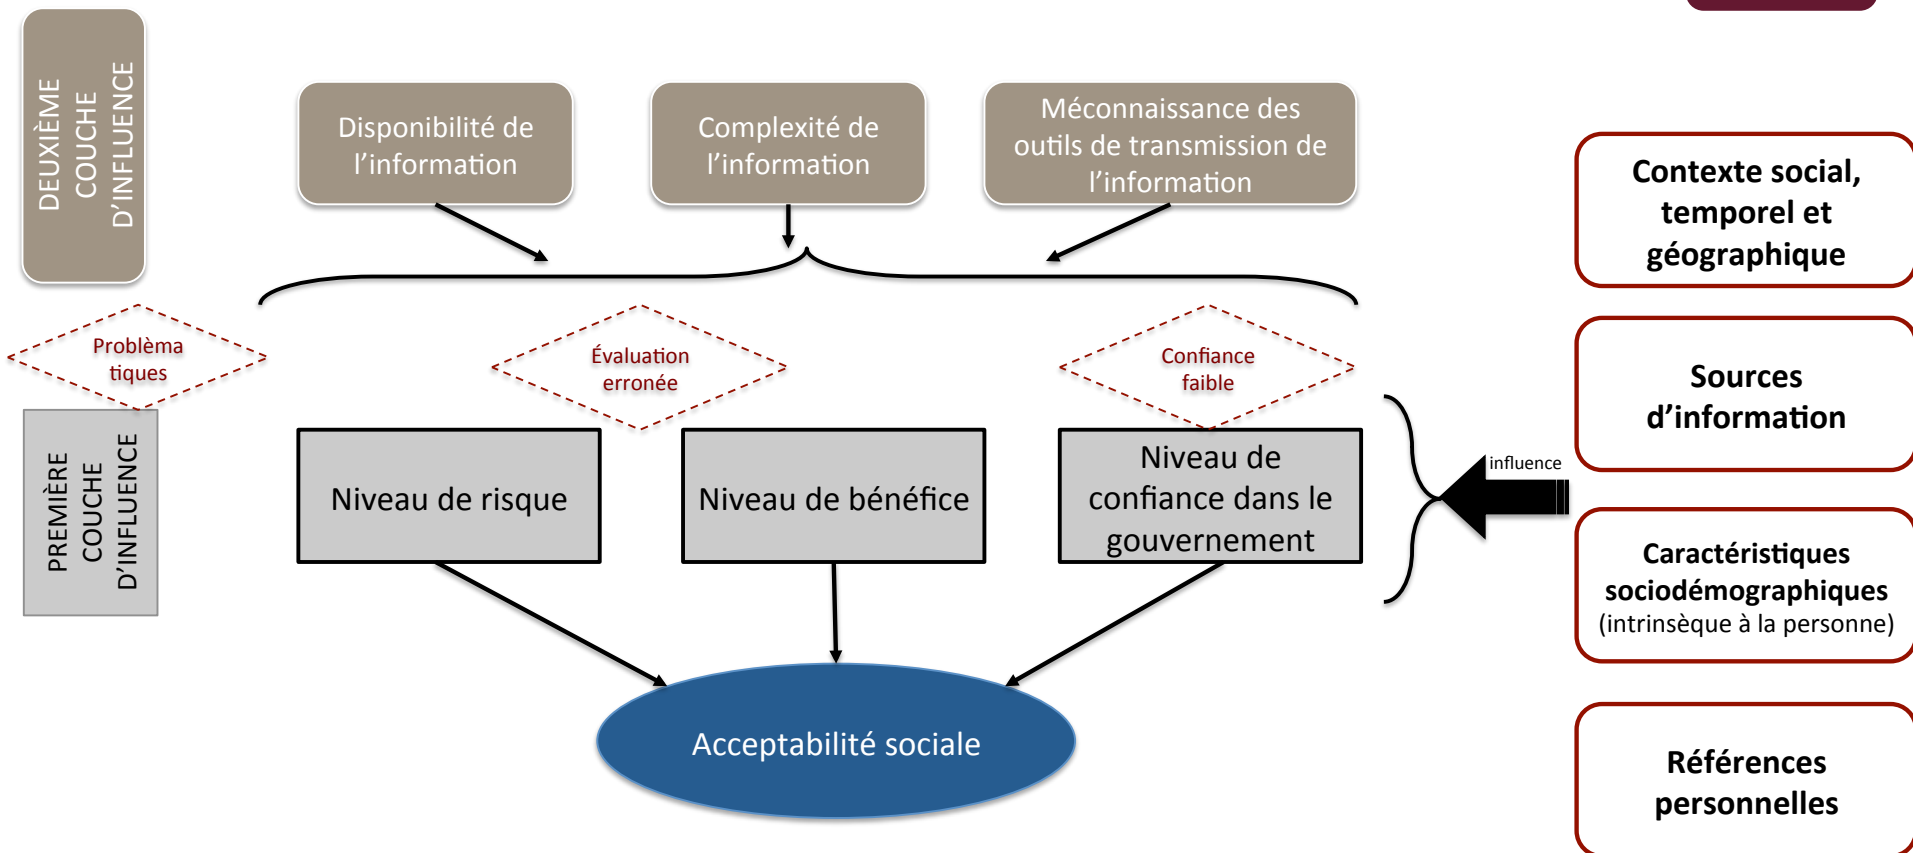 DEUXIÈME
COUCHE
D'INFLUENCE
Disponibilité de
l'information
Complexité de
l'information
Méconnaissance des
outils de transmission de
l'information
Problèma
tiques
Évaluation
erronée
Confiance
faible
PREMIÈRE
COUCHE
D'INFLUENCE
Niveau de risque
Niveau de bénéfice
Niveau de
confiance dans le
gouvernement
Acceptabilité sociale
influence
Contexte social,
temporel et
géographique
Sources
d'information
Caractéristiques
sociodémographiques
(intrinsèque à la personne)
Références
personnelles